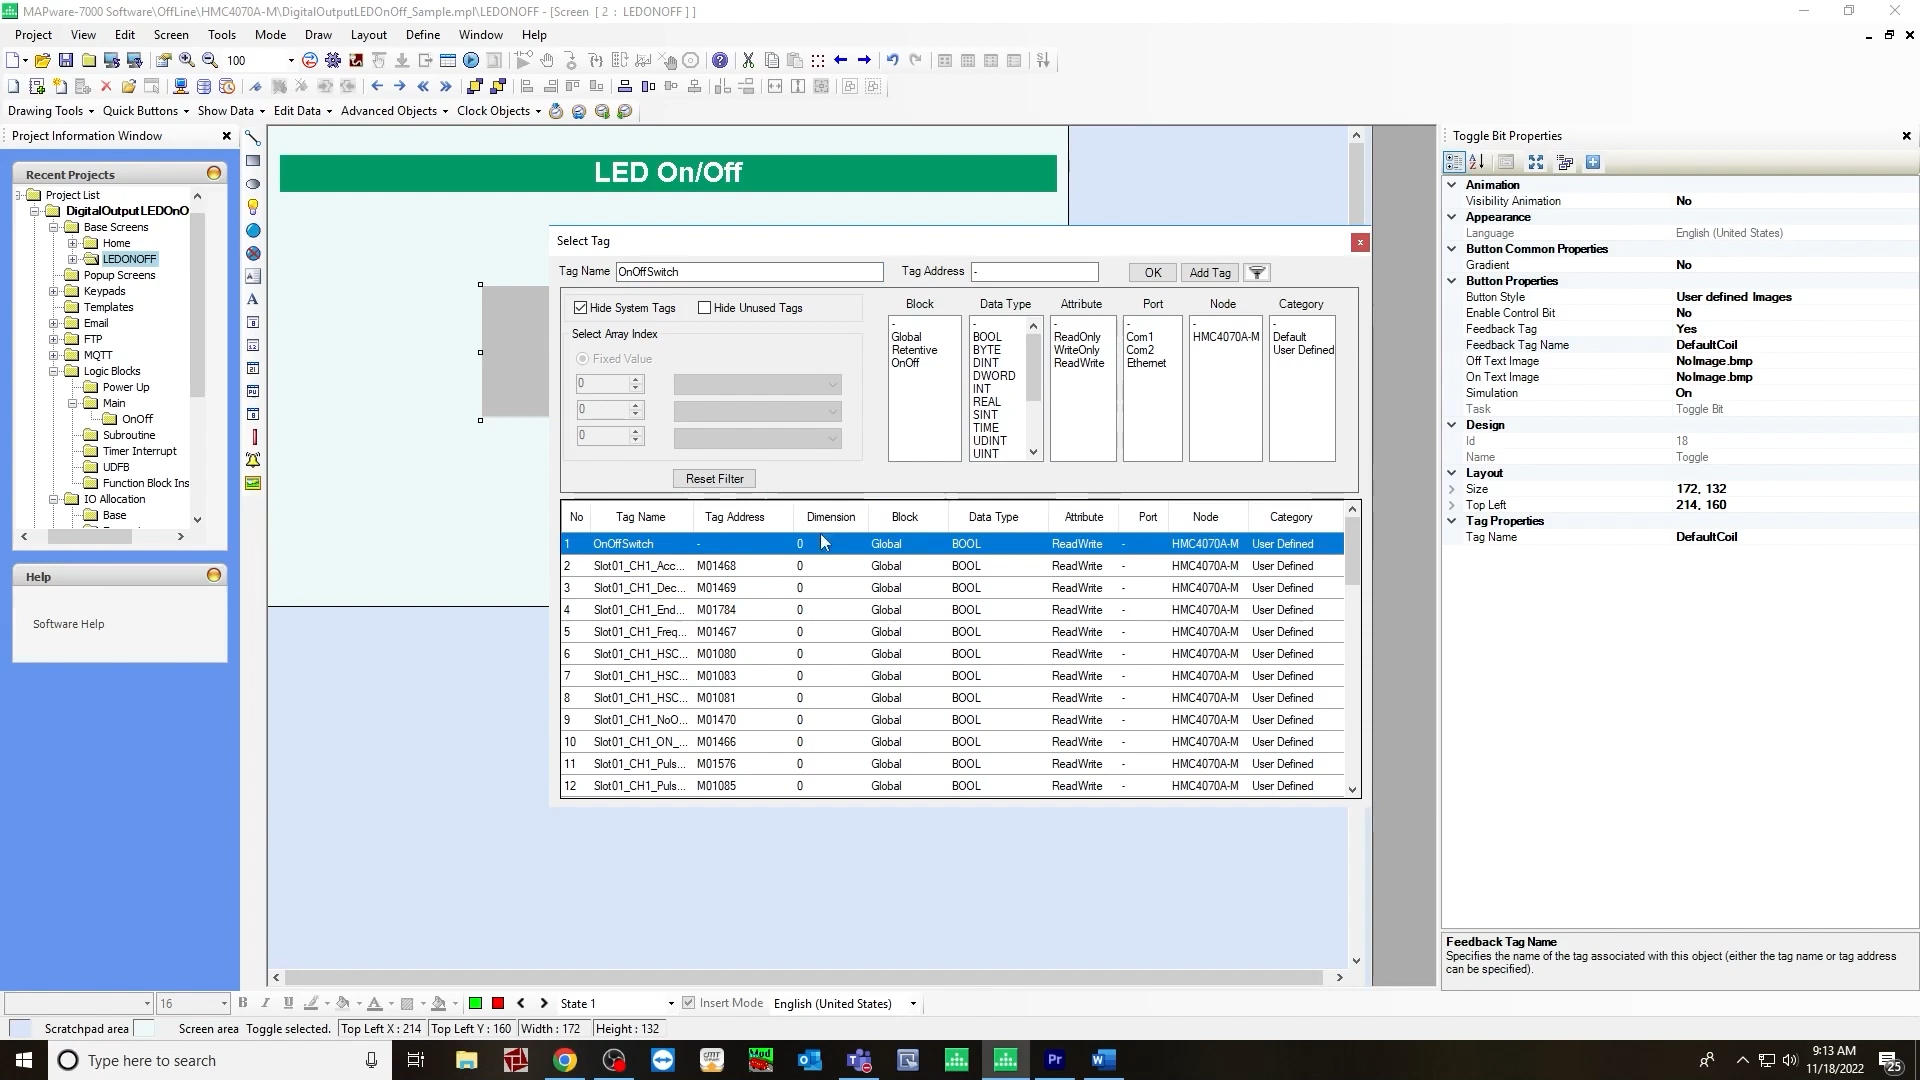 MAPware-7000 Software\OffLine\HMC4070A-M\DigitalOutputLEDOnOff_Sample.mpl\LEDONOFF - [Screen [ 2 : LEDONOFF ] ]
Project View Edit Screen Tools Mode Draw Layout Define Window Help
100
Drawing Tools Quick Buttons Show Data Edit Data Advanced Objects Clock Objects
Project Information Window
Recent Projects
Project List
DigitalOutputLEDOnO
Base Screens
Home
LEDONOFF
Popup Screens
Keypads
Templates
Email
FTP
MQTT
Logic Blocks
Power Up
Main
OnOff
Subroutine
Timer Interrupt
UDFB
Function Block Ins
IO Allocation
Base
Help
Software Help
LED On/Off
Select Tag
Tag Name OnOffSwitch Tag Address - OK Add Tag
Hide System Tags Hide Unused Tags
Select Array Index
Fixed Value
0
0
0
Reset Filter
Block
-
Global
Retentive
OnOff
Data Type
BOOL
BYTE
DINT
DWORD
INT
REAL
SINT
TIME
UDINT
UINT
Attribute
-
ReadOnly
WriteOnly
ReadWrite
Port
-
Com1
Com2
Ethernet
Node
-
HMC4070A-M
Category
-
Default
User Defined
No Tag Name Tag Address Dimension Block Data Type Attribute Port Node Category
1 OnOffSwitch - 0 Global BOOL ReadWrite - HMC4070A-M User Defined
2 Slot01_CH1_Acc... M01468 0 Global BOOL ReadWrite - HMC4070A-M User Defined
3 Slot01_CH1_Dec... M01469 0 Global BOOL ReadWrite - HMC4070A-M User Defined
4 Slot01_CH1_End... M01784 0 Global BOOL ReadWrite - HMC4070A-M User Defined
5 Slot01_CH1_Freq... M01467 0 Global BOOL ReadWrite - HMC4070A-M User Defined
6 Slot01_CH1_HSC... M01080 0 Global BOOL ReadWrite - HMC4070A-M User Defined
7 Slot01_CH1_HSC... M01083 0 Global BOOL ReadWrite - HMC4070A-M User Defined
8 Slot01_CH1_HSC... M01081 0 Global BOOL ReadWrite - HMC4070A-M User Defined
9 Slot01_CH1_NoO... M01470 0 Global BOOL ReadWrite - HMC4070A-M User Defined
10 Slot01_CH1_ON_... M01466 0 Global BOOL ReadWrite - HMC4070A-M User Defined
11 Slot01_CH1_Puls... M01576 0 Global BOOL ReadWrite - HMC4070A-M User Defined
12 Slot01_CH1_Puls... M01085 0 Global BOOL ReadWrite - HMC4070A-M User Defined
Toggle Bit Properties
Animation
Visibility Animation No
Appearance
Language English (United States)
Button Common Properties
Gradient No
Button Properties
Button Style User defined Images
Enable Control Bit No
Feedback Tag Yes
Feedback Tag Name DefaultCoil
Off Text Image NoImage.bmp
On Text Image NoImage.bmp
Simulation On
Task Toggle Bit
Design
Id 18
Name Toggle
Layout
Size 172, 132
Top Left 214, 160
Tag Properties
Tag Name DefaultCoil
Feedback Tag Name
Specifies the name of the tag associated with this object (either the tag name or tag address
can be specified).
16 B I U State 1 Insert Mode English (United States)
Scratchpad area Screen area Toggle selected. Top Left X : 214 Top Left Y : 160 Width : 172 Height : 132
Type here to search
9:13 AM
11/18/2022
25